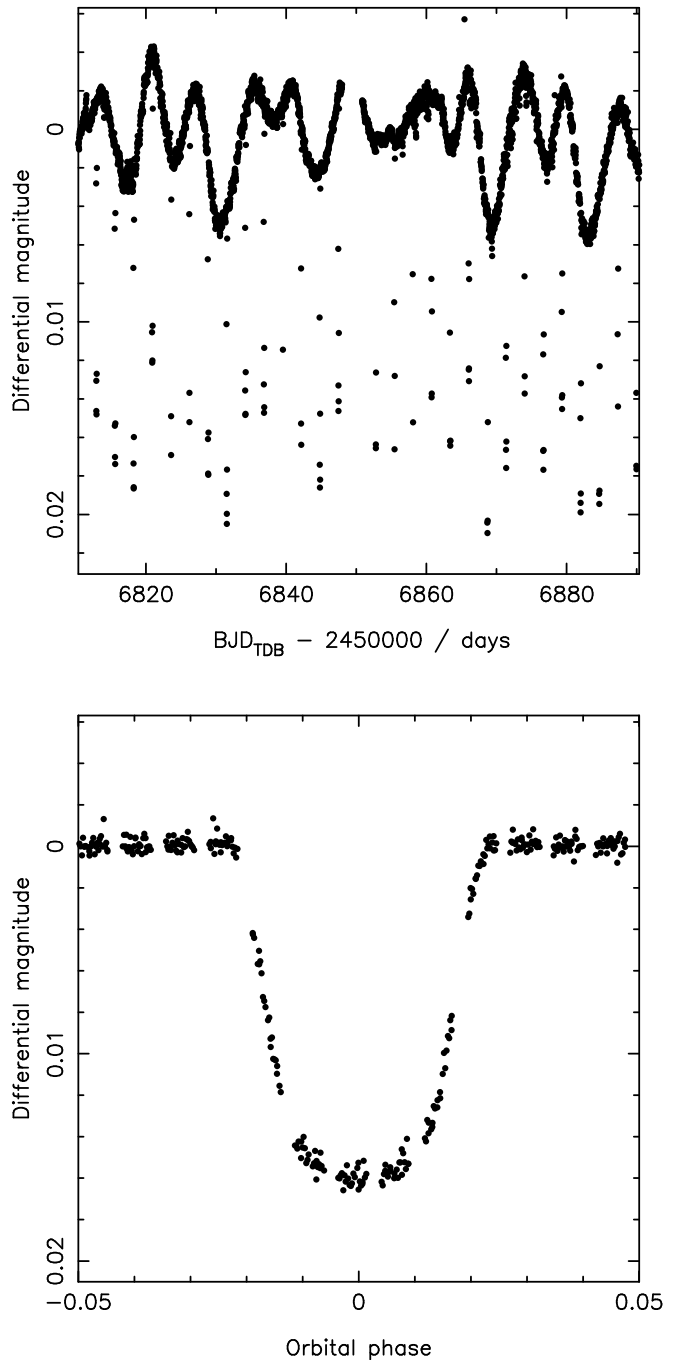 0
0.01
0.02
Differential magnitude
6820 6840 6860 6880
BJD_TDB − 2450000 / days
0
0.01
0.02
Differential magnitude
−0.05 0 0.05
Orbital phase